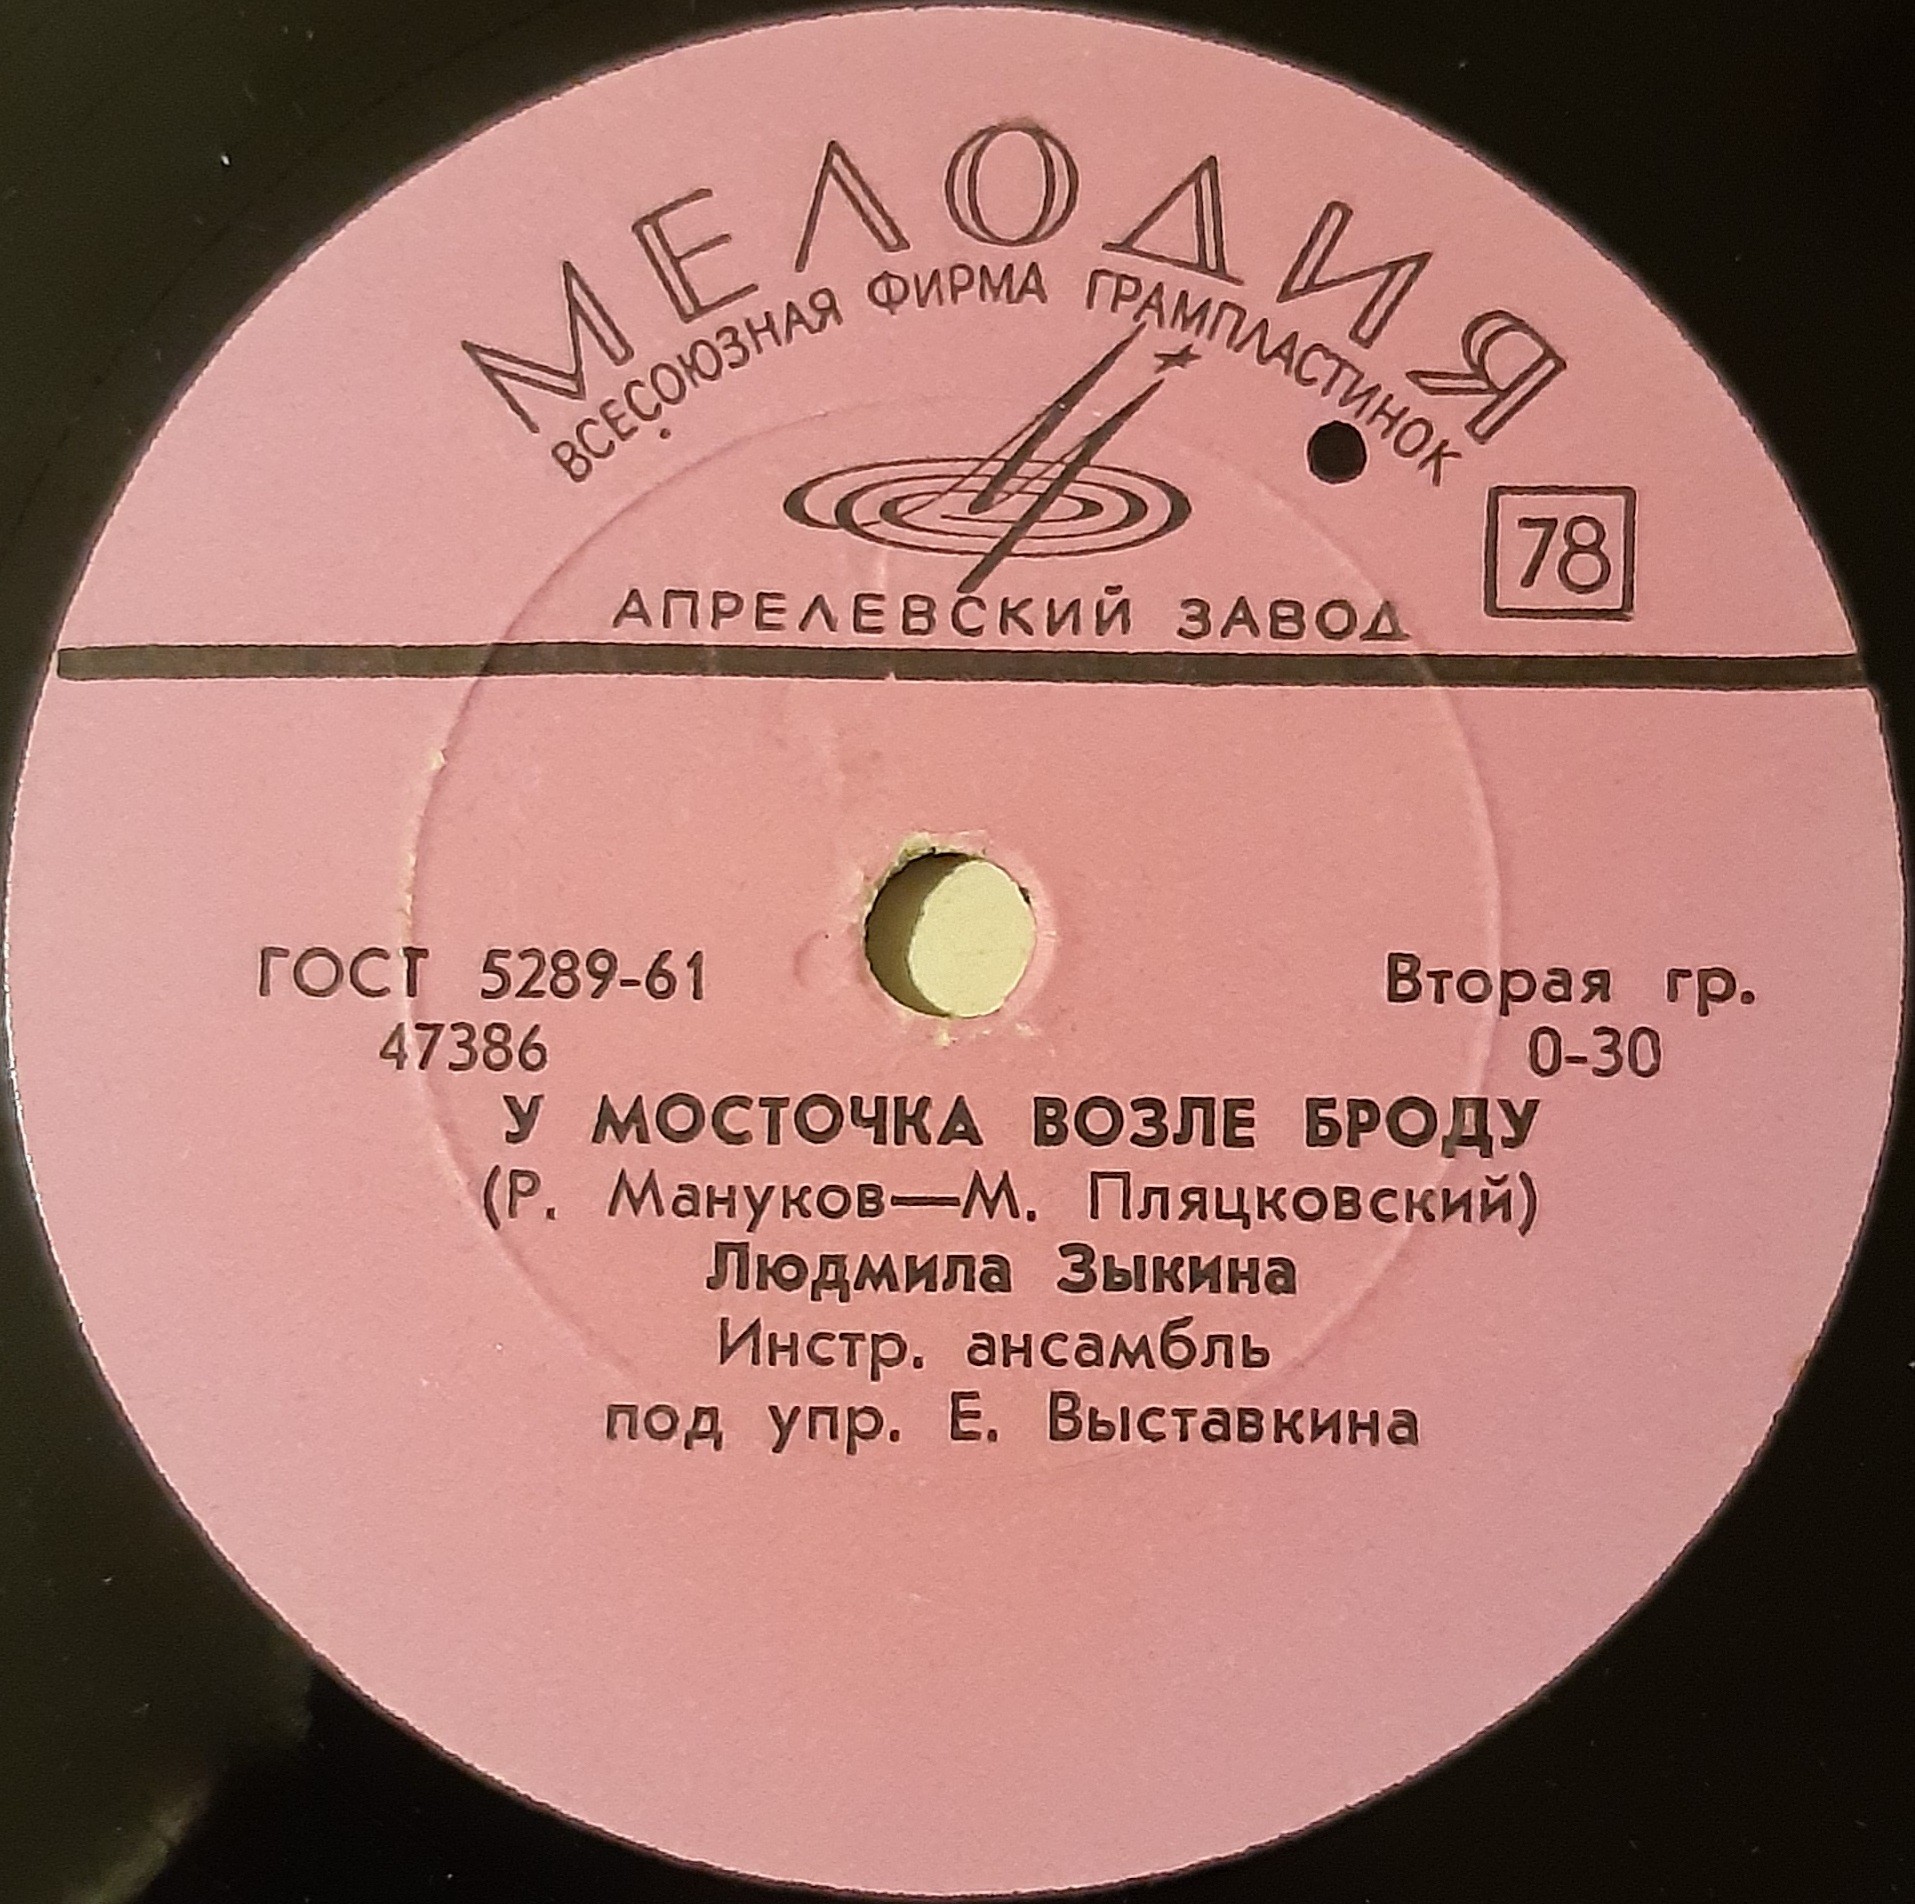 МЕЛОДИЯ
ВСЕСОЮЗНАЯ ФИРМА ГРАМПЛАСТИНОК
78
АПРЕЛЕВСКИЙ ЗАВОД
ГОСТ 5289-61 Вторая гр.
47386 0-30
У МОСТОЧКА ВОЗЛЕ БРОДУ
(Р. Мануков—М. Пляцковский)
Людмила Зыкина
Инстр. ансамбль
под упр. Е. Выставкина